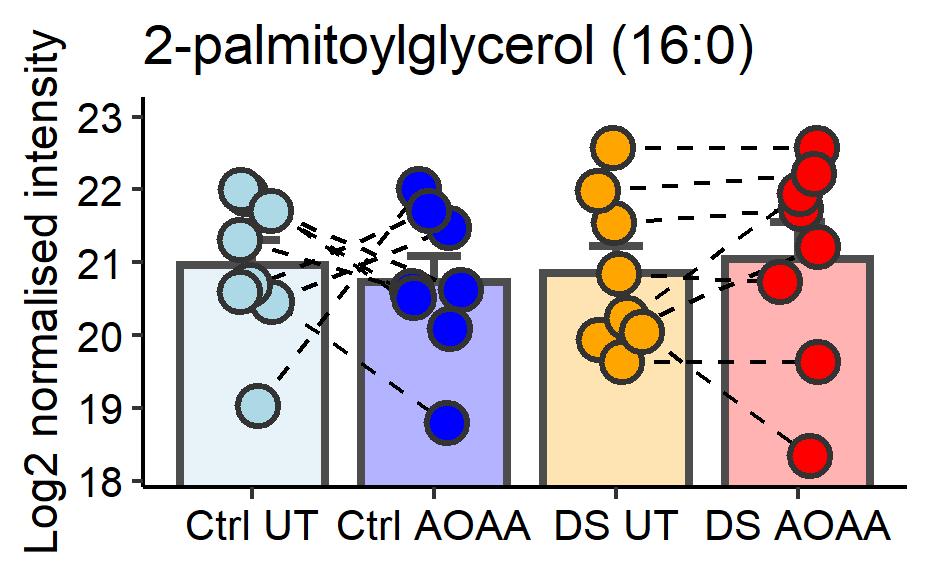 2-palmitoylglycerol (16:0)
Log2 normalised intensity
23
22
21
20
19
18
Ctrl UT Ctrl AOAA DS UT DS AOAA